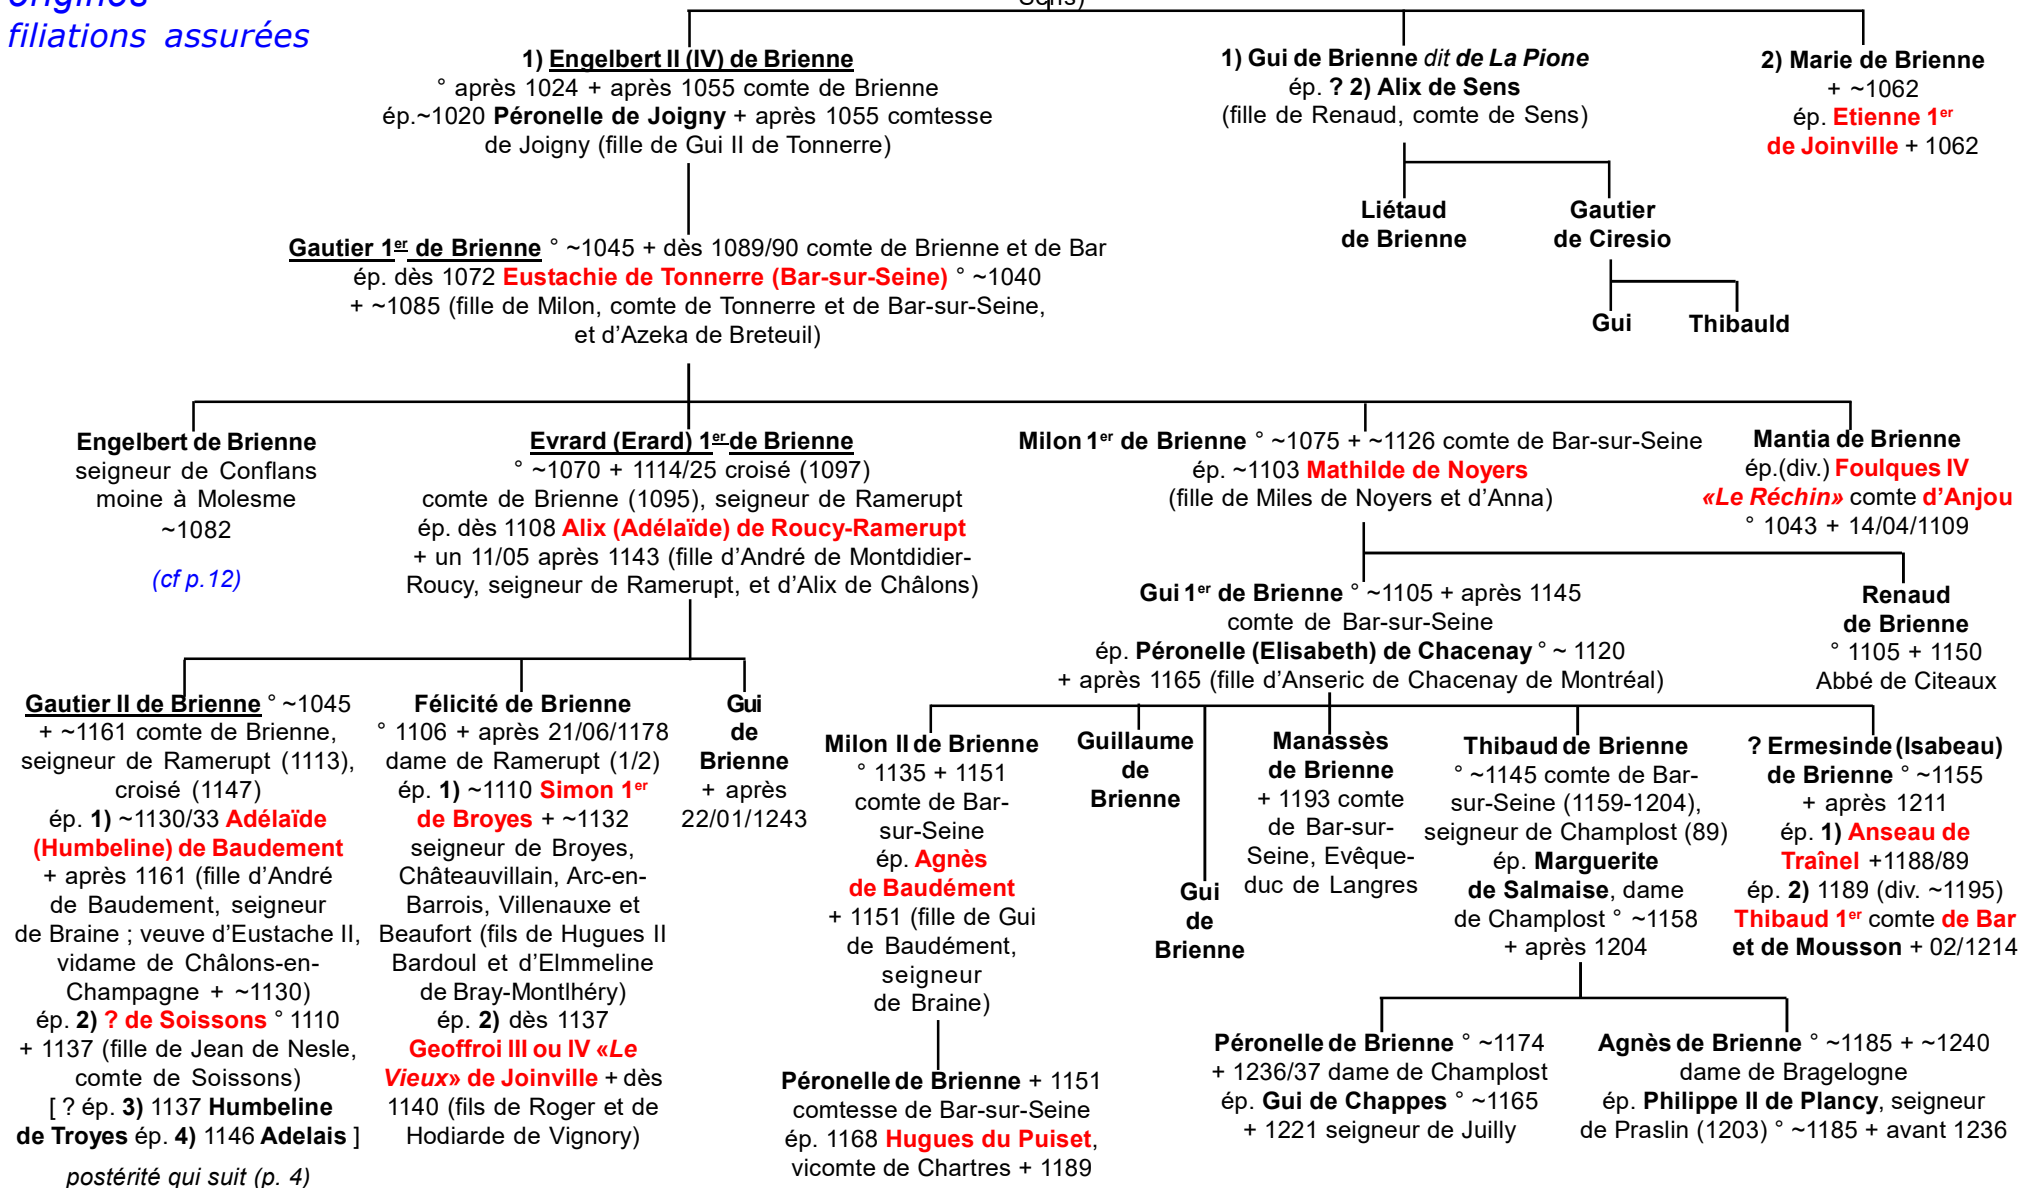 origines
filiations assurées
Sens)
1) Engelbert II (IV) de Brienne
° après 1024 + après 1055 comte de Brienne
ép.~1020 Péronelle de Joigny + après 1055 comtesse
de Joigny (fille de Gui II de Tonnerre)
1) Gui de Brienne dit de La Pione
ép. ? 2) Alix de Sens
(fille de Renaud, comte de Sens)
2) Marie de Brienne
+ ~1062
ép. Etienne 1er
de Joinville + 1062
Liétaud
de Brienne
Gautier
de Ciresio
Gui
Thibauld
Gautier 1er de Brienne ° ~1045 + dès 1089/90 comte de Brienne et de Bar
ép. dès 1072 Eustachie de Tonnerre (Bar-sur-Seine) ° ~1040
+ ~1085 (fille de Milon, comte de Tonnerre et de Bar-sur-Seine,
et d'Azeka de Breteuil)
Engelbert de Brienne
seigneur de Conflans
moine à Molesme
~1082
(cf p.12)
Evrard (Erard) 1er de Brienne
° ~1070 + 1114/25 croisé (1097)
comte de Brienne (1095), seigneur de Ramerupt
ép. dès 1108 Alix (Adélaïde) de Roucy-Ramerupt
+ un 11/05 après 1143 (fille d'André de Montdidier-
Roucy, seigneur de Ramerupt, et d'Alix de Châlons)
Milon 1er de Brienne ° ~1075 + ~1126 comte de Bar-sur-Seine
ép. ~1103 Mathilde de Noyers
(fille de Miles de Noyers et d'Anna)
Mantia de Brienne
ép.(div.) Foulques IV
«Le Réchin» comte d'Anjou
° 1043 + 14/04/1109
Gui 1er de Brienne ° ~1105 + après 1145
comte de Bar-sur-Seine
ép. Péronelle (Elisabeth) de Chacenay ° ~ 1120
+ après 1165 (fille d'Anseric de Chacenay de Montréal)
Renaud
de Brienne
° 1105 + 1150
Abbé de Citeaux
Gautier II de Brienne ° ~1045
+ ~1161 comte de Brienne,
seigneur de Ramerupt (1113),
croisé (1147)
ép. 1) ~1130/33 Adélaïde
(Humbeline) de Baudement
+ après 1161 (fille d'André
de Baudement, seigneur
de Braine ; veuve d'Eustache II,
vidame de Châlons-en-
Champagne + ~1130)
ép. 2) ? de Soissons ° 1110
+ 1137 (fille de Jean de Nesle,
comte de Soissons)
[ ? ép. 3) 1137 Humbeline
de Troyes ép. 4) 1146 Adelais ]
postérité qui suit (p. 4)
Félicité de Brienne
° 1106 + après 21/06/1178
dame de Ramerupt (1/2)
ép. 1) ~1110 Simon 1er
de Broyes + ~1132
seigneur de Broyes,
Châteauvillain, Arc-en-
Barrois, Villenauxe et
Beaufort (fils de Hugues II
Bardoul et d'Elmmeline
de Bray-Montlhéry)
ép. 2) dès 1137
Geoffroi III ou IV «Le
Vieux» de Joinville + dès
1140 (fils de Roger et de
Hodiarde de Vignory)
Gui
de
Brienne
+ après
22/01/1243
Milon II de Brienne
° 1135 + 1151
comte de Bar-
sur-Seine
ép. Agnès
de Baudément
+ 1151 (fille de Gui
de Baudément,
seigneur
de Braine)
Guillaume
de
Brienne
Gui
de
Brienne
Manassès
de Brienne
+ 1193 comte
de Bar-sur-
Seine, Evêque-
duc de Langres
Thibaud de Brienne
° ~1145 comte de Bar-
sur-Seine (1159-1204),
seigneur de Champlost (89)
ép. Marguerite
de Salmaise, dame
de Champlost ° ~1158
+ après 1204
? Ermesinde (Isabeau)
de Brienne ° ~1155
+ après 1211
ép. 1) Anseau de
Traînel +1188/89
ép. 2) 1189 (div. ~1195)
Thibaud 1er comte de Bar
et de Mousson + 02/1214
Péronelle de Brienne + 1151
comtesse de Bar-sur-Seine
ép. 1168 Hugues du Puiset,
vicomte de Chartres + 1189
Péronelle de Brienne ° ~1174
+ 1236/37 dame de Champlost
ép. Gui de Chappes ° ~1165
+ 1221 seigneur de Juilly
Agnès de Brienne ° ~1185 + ~1240
dame de Bragelogne
ép. Philippe II de Plancy, seigneur
de Praslin (1203) ° ~1185 + avant 1236